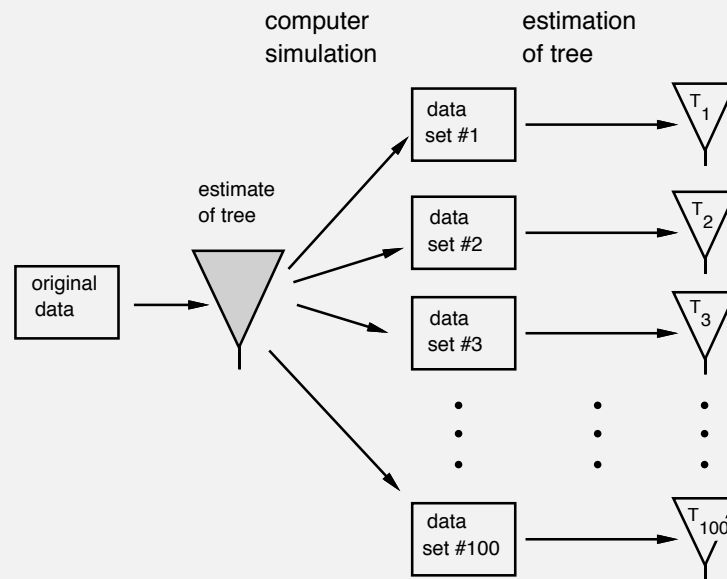 computer
simulation
estimation
of tree
estimate
of tree
original
data
data
set #1
T1
data
set #2
T2
data
set #3
T3
data
set #100
T100